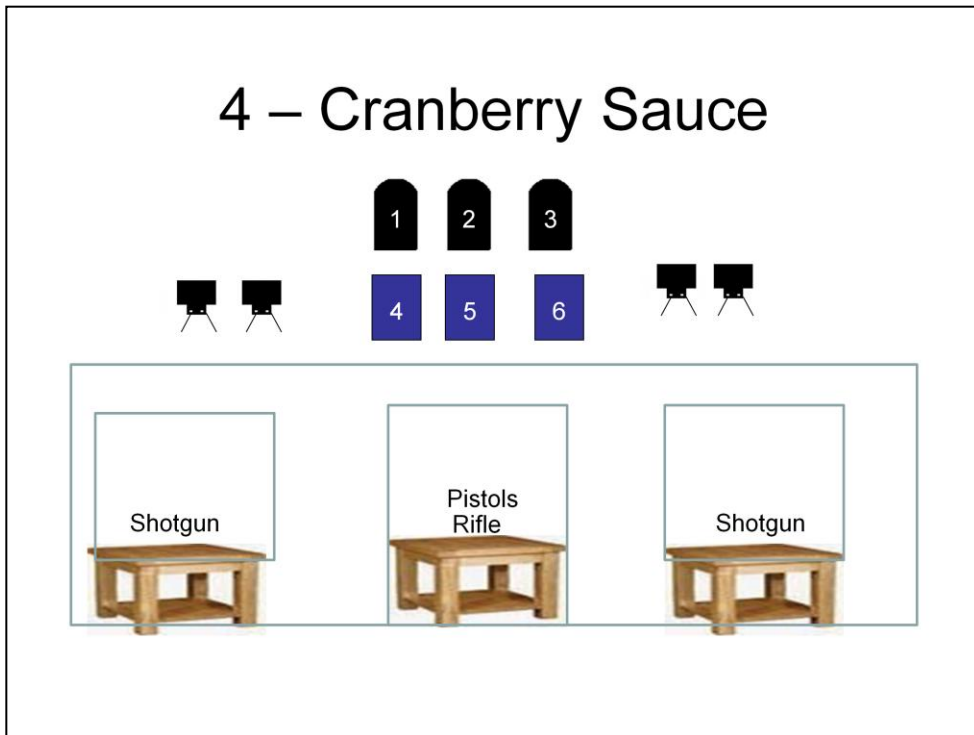 4 – Cranberry Sauce
1 2 3
4 5 6
Pistols
Shotgun Rifle Shotgun